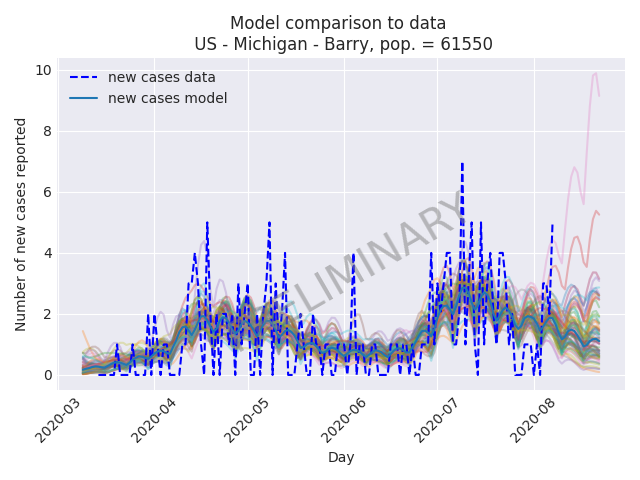 Model comparison to data
US - Michigan - Barry, pop. = 61550
new cases data
new cases model
Number of new cases reported
10
8
6
4
2
0
2020-03
2020-04
2020-05
2020-06
2020-07
2020-08
Day